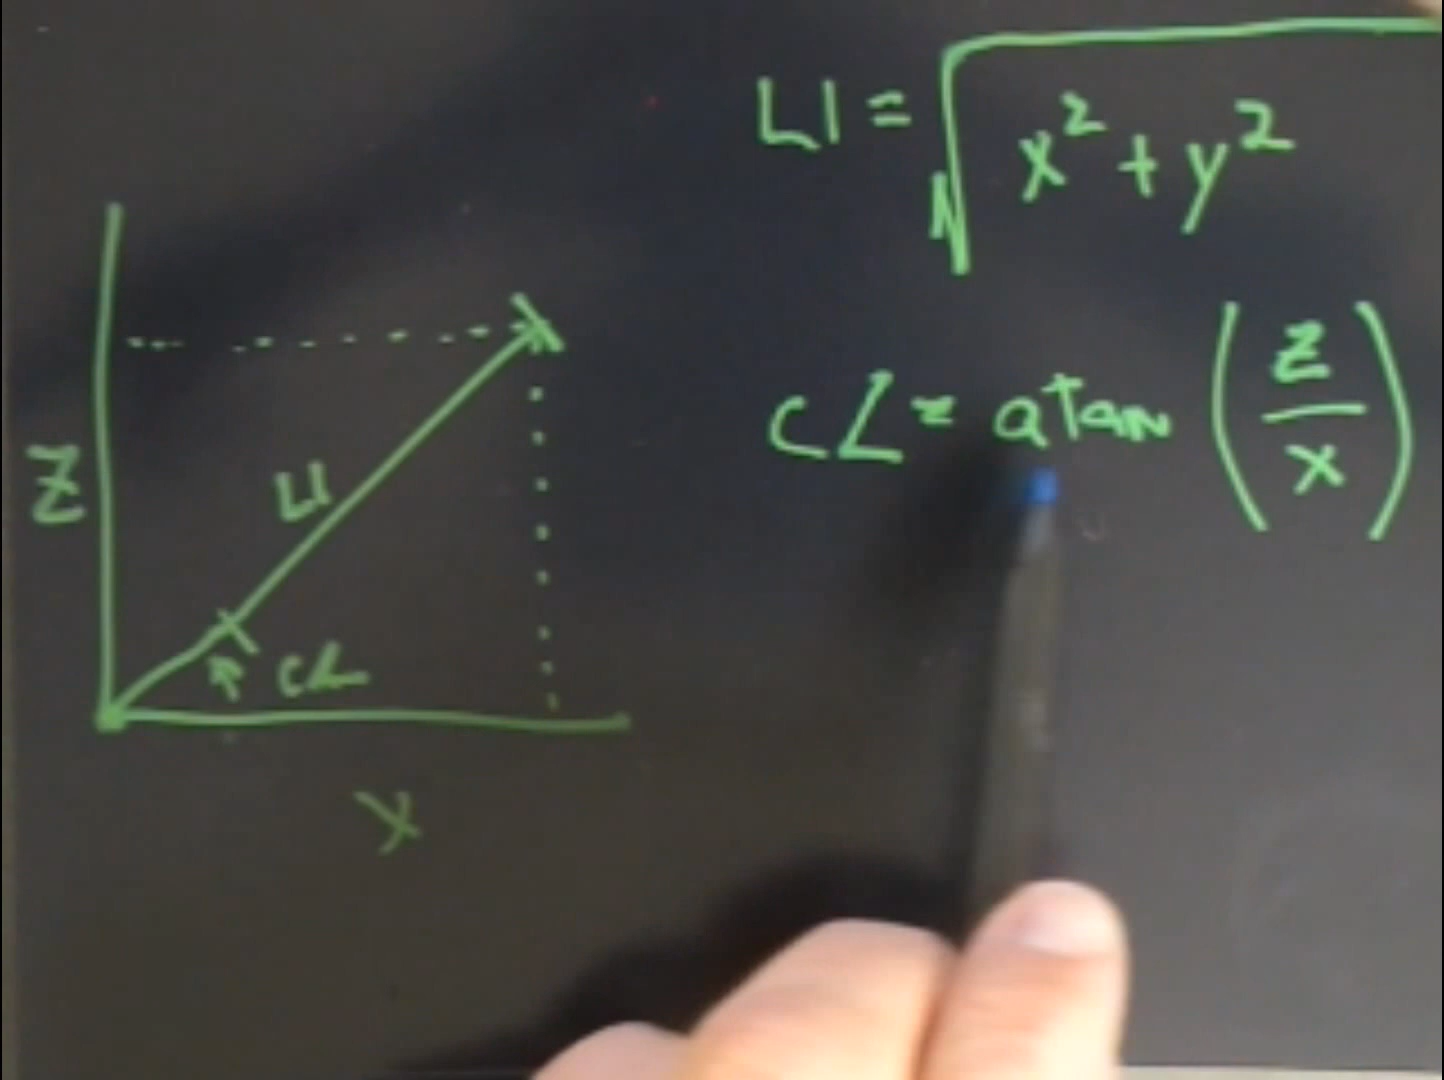 L1 = √x² + y²
C∠ = atan (z/x)
Z
L1
C∠
X